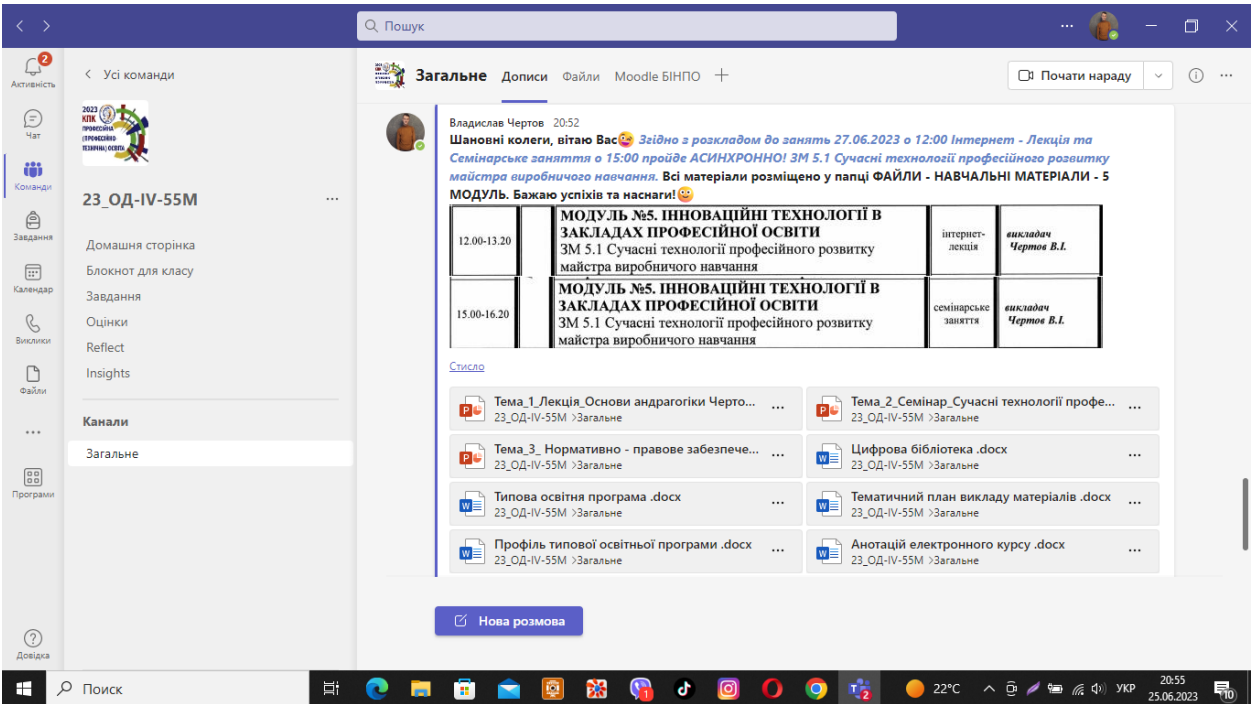 Пошук
Активність
2
Чат
Команди
Завдання
Календар
Виклики
Файли
Програми
Довідка
Усі команди
2023
КПК
23_ОД-IV-55М
Домашня сторінка
Блокнот для класу
Завдання
Оцінки
Reflect
Insights
Канали
Загальне
Загальне Дописи Файли Moodle БІНПО
Почати нараду
Владислав Чертов 20:52
Шановні колеги, вітаю Вас Згідно з розкладом до занять 27.06.2023 о 12:00 Інтернет - Лекція та
Семінарське заняття о 15:00 пройде АСИНХРОННО! ЗМ 5.1 Сучасні технології професійного розвитку
майстра виробничого навчання. Всі матеріали розміщено у папці ФАЙЛИ - НАВЧАЛЬНІ МАТЕРІАЛИ - 5
МОДУЛЬ. Бажаю успіхів та наснаги!
12.00-13.20
МОДУЛЬ №5. ІННОВАЦІЙНІ ТЕХНОЛОГІЇ В
ЗАКЛАДАХ ПРОФЕСІЙНОЇ ОСВІТИ
ЗМ 5.1 Сучасні технології професійного розвитку
майстра виробничого навчання
інтернет-
лекція
викладач
Чертов В.І.
15.00-16.20
МОДУЛЬ №5. ІННОВАЦІЙНІ ТЕХНОЛОГІЇ В
ЗАКЛАДАХ ПРОФЕСІЙНОЇ ОСВІТИ
ЗМ 5.1 Сучасні технології професійного розвитку
майстра виробничого навчання
семінарське
заняття
викладач
Чертов В.І.
Стисло
Тема_1_Лекція_Основи андрагогіки Черто...
23_ОД-IV-55М >Загальне
Тема_2_Семінар_Сучасні технології профе...
23_ОД-IV-55М >Загальне
Тема_3_ Нормативно - правове забезпече...
23_ОД-IV-55М >Загальне
Цифрова бібліотека .docx
23_ОД-IV-55М >Загальне
Типова освітня програма .docx
23_ОД-IV-55М >Загальне
Тематичний план викладу матеріалів .docx
23_ОД-IV-55М >Загальне
Профіль типової освітньої програми .docx
23_ОД-IV-55М >Загальне
Анотацій електронного курсу .docx
23_ОД-IV-55М >Загальне
Нова розмова
Поиск
22°C
УКР
20:55
25.06.2023
10